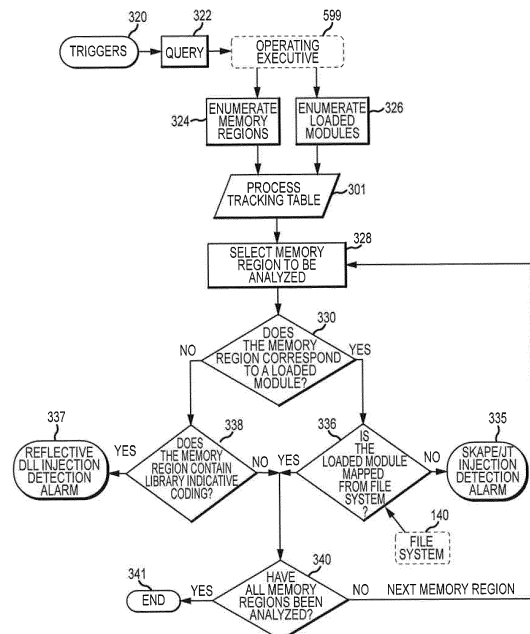 320
322
599
TRIGGERS
QUERY
OPERATING
EXECUTIVE
324
ENUMERATE
MEMORY
REGIONS
ENUMERATE
LOADED
MODULES
326
PROCESS
TRACKING TABLE
301
328
SELECT MEMORY
REGION TO BE
ANALYZED
330
DOES
THE MEMORY
REGION CORRESPOND
TO A LOADED
MODULE?
NO
YES
337
REFLECTIVE
DLL INJECTION
DETECTION
ALARM
YES
338
DOES
THE MEMORY
REGION CONTAIN
LIBRARY INDICATIVE
CODING?
NO
YES
336
IS
THE
LOADED MODULE
MAPPED
FROM FILE
SYSTEM
?
NO
335
SKAPE/JT
INJECTION
DETECTION
ALARM
140
FILE
SYSTEM
341
END
YES
340
HAVE
ALL MEMORY
REGIONS BEEN
ANALYZED?
NO
NEXT MEMORY REGION